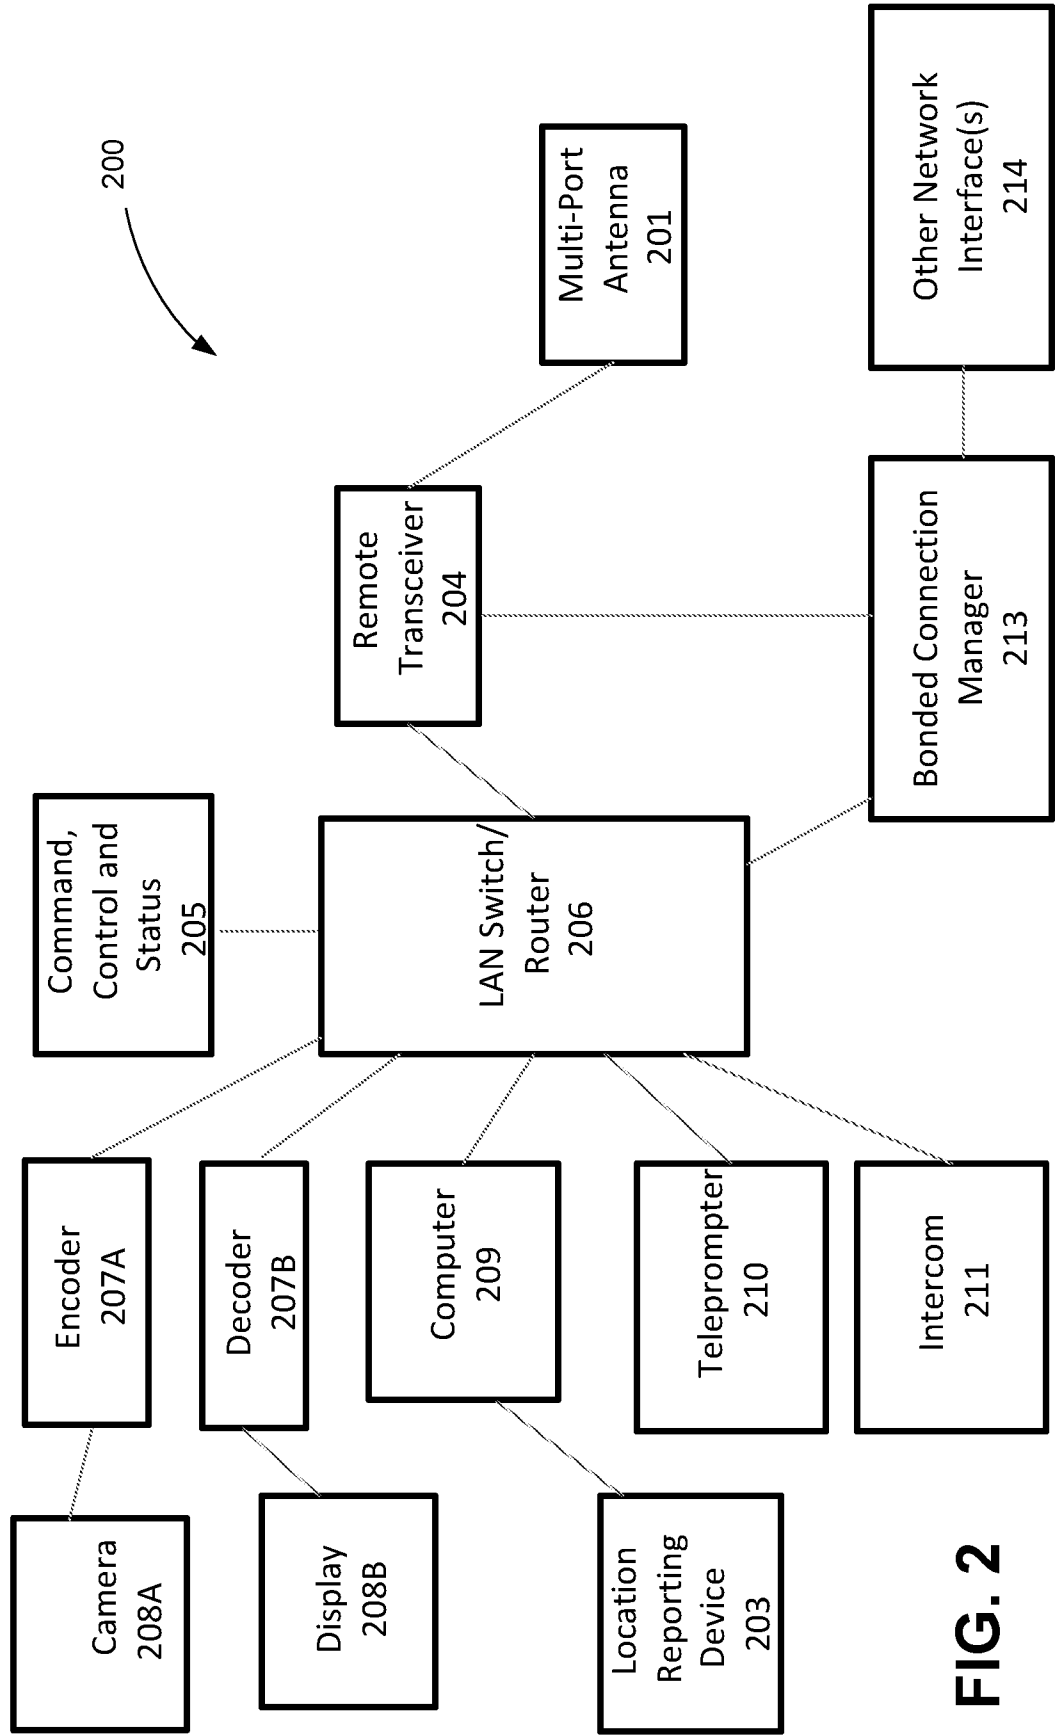 200
Camera
208A
Encoder
207A
Command,
Control and
Status
205
Display
208B
Decoder
207B
LAN Switch/
Router
206
Remote
Transceiver
204
Multi-Port
Antenna
201
Location
Reporting
Device
203
Computer
209
Teleprompter
210
Intercom
211
Bonded Connection
Manager
213
Other Network
Interface(s)
214
FIG. 2